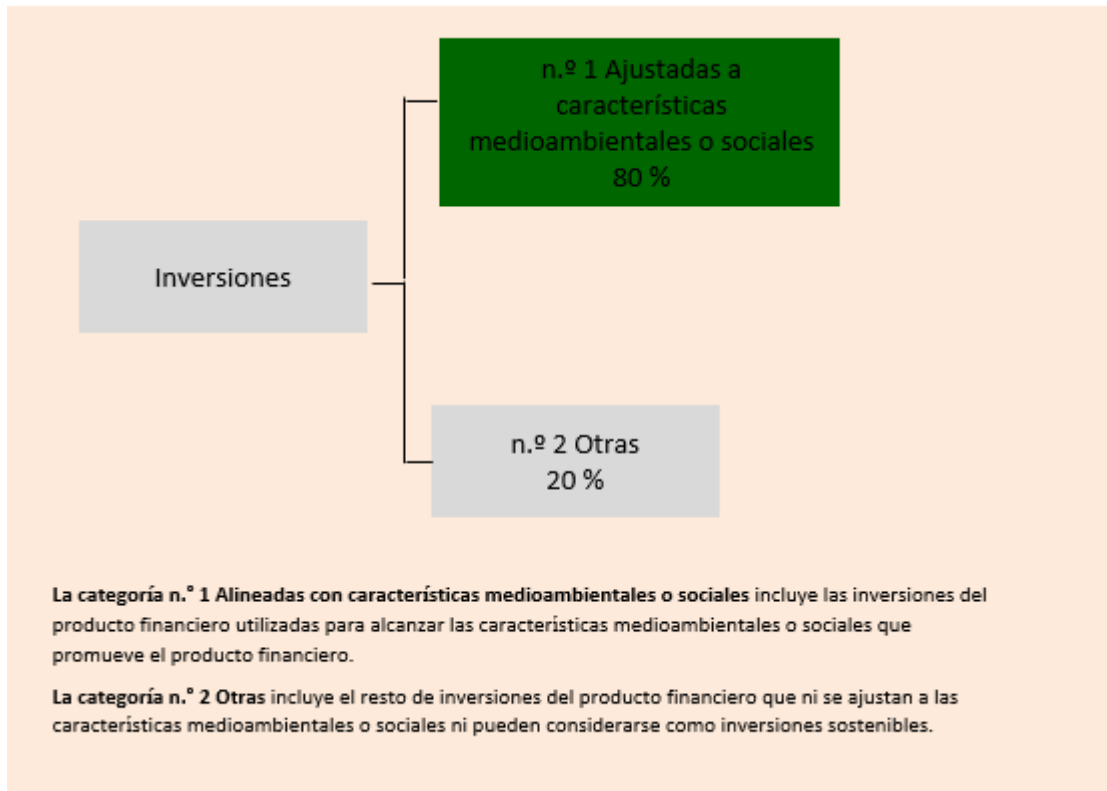 n.º 1 Ajustadas a
características
medioambientales o sociales
80 %
Inversiones
n.º 2 Otras
20 %
La categoría n.° 1 Alineadas con características medioambientales o sociales incluye las inversiones del
producto financiero utilizadas para alcanzar las características medioambientales o sociales que
promueve el producto financiero.
La categoría n.° 2 Otras incluye el resto de inversiones del producto financiero que ni se ajustan a las
características medioambientales o sociales ni pueden considerarse como inversiones sostenibles.